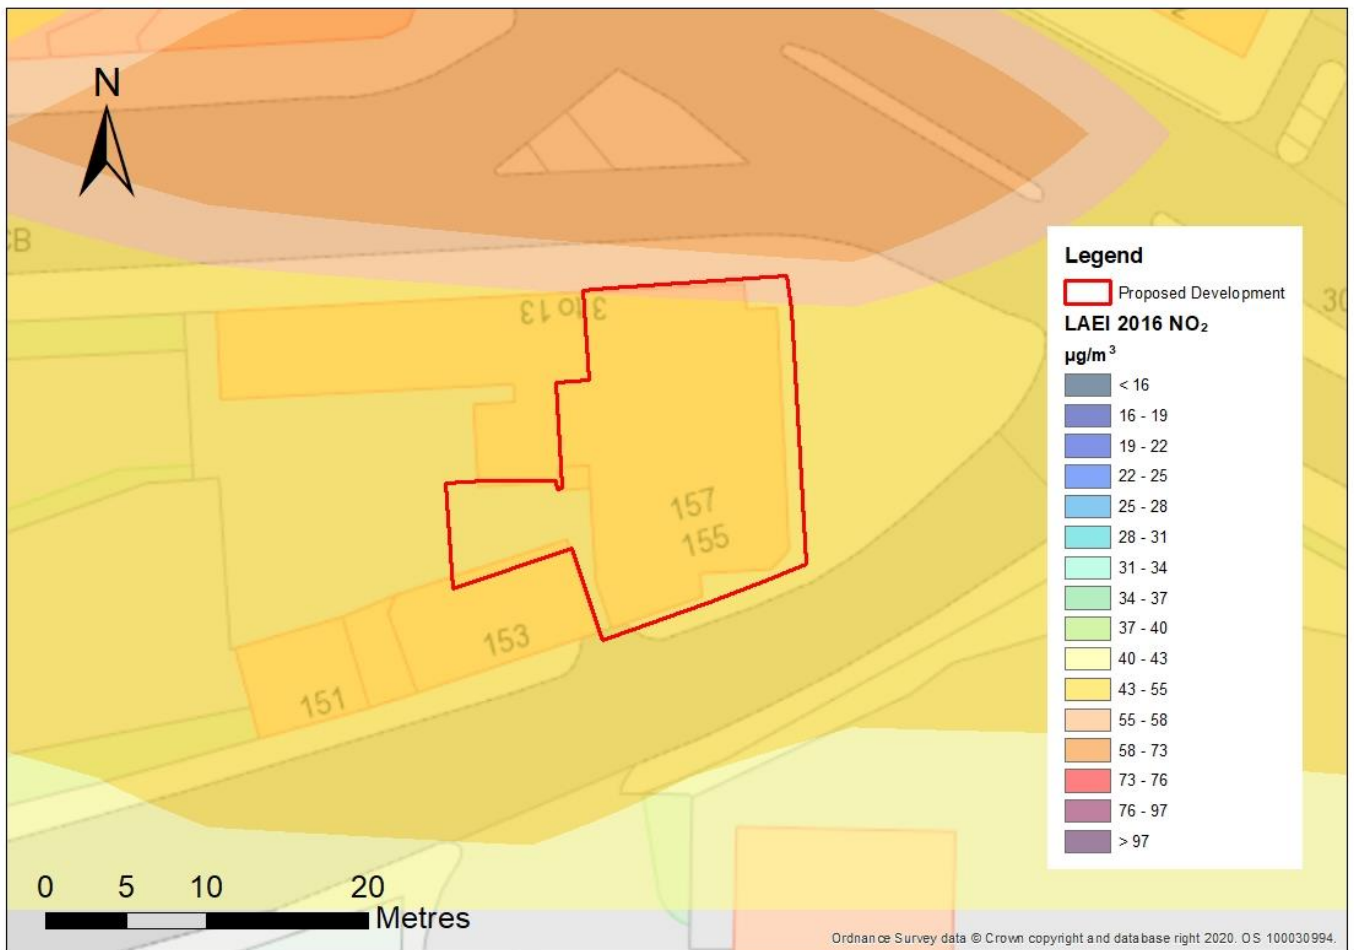 N
CB
3 to 13
157
155
153
151
30
Legend
Proposed Development
LAEI 2016 NO₂
µg/m³
< 16
16 - 19
19 - 22
22 - 25
25 - 28
28 - 31
31 - 34
34 - 37
37 - 40
40 - 43
43 - 55
55 - 58
58 - 73
73 - 76
76 - 97
> 97
0 5 10 20
Metres
Ordnance Survey data © Crown copyright and database right 2020. OS 100030994.